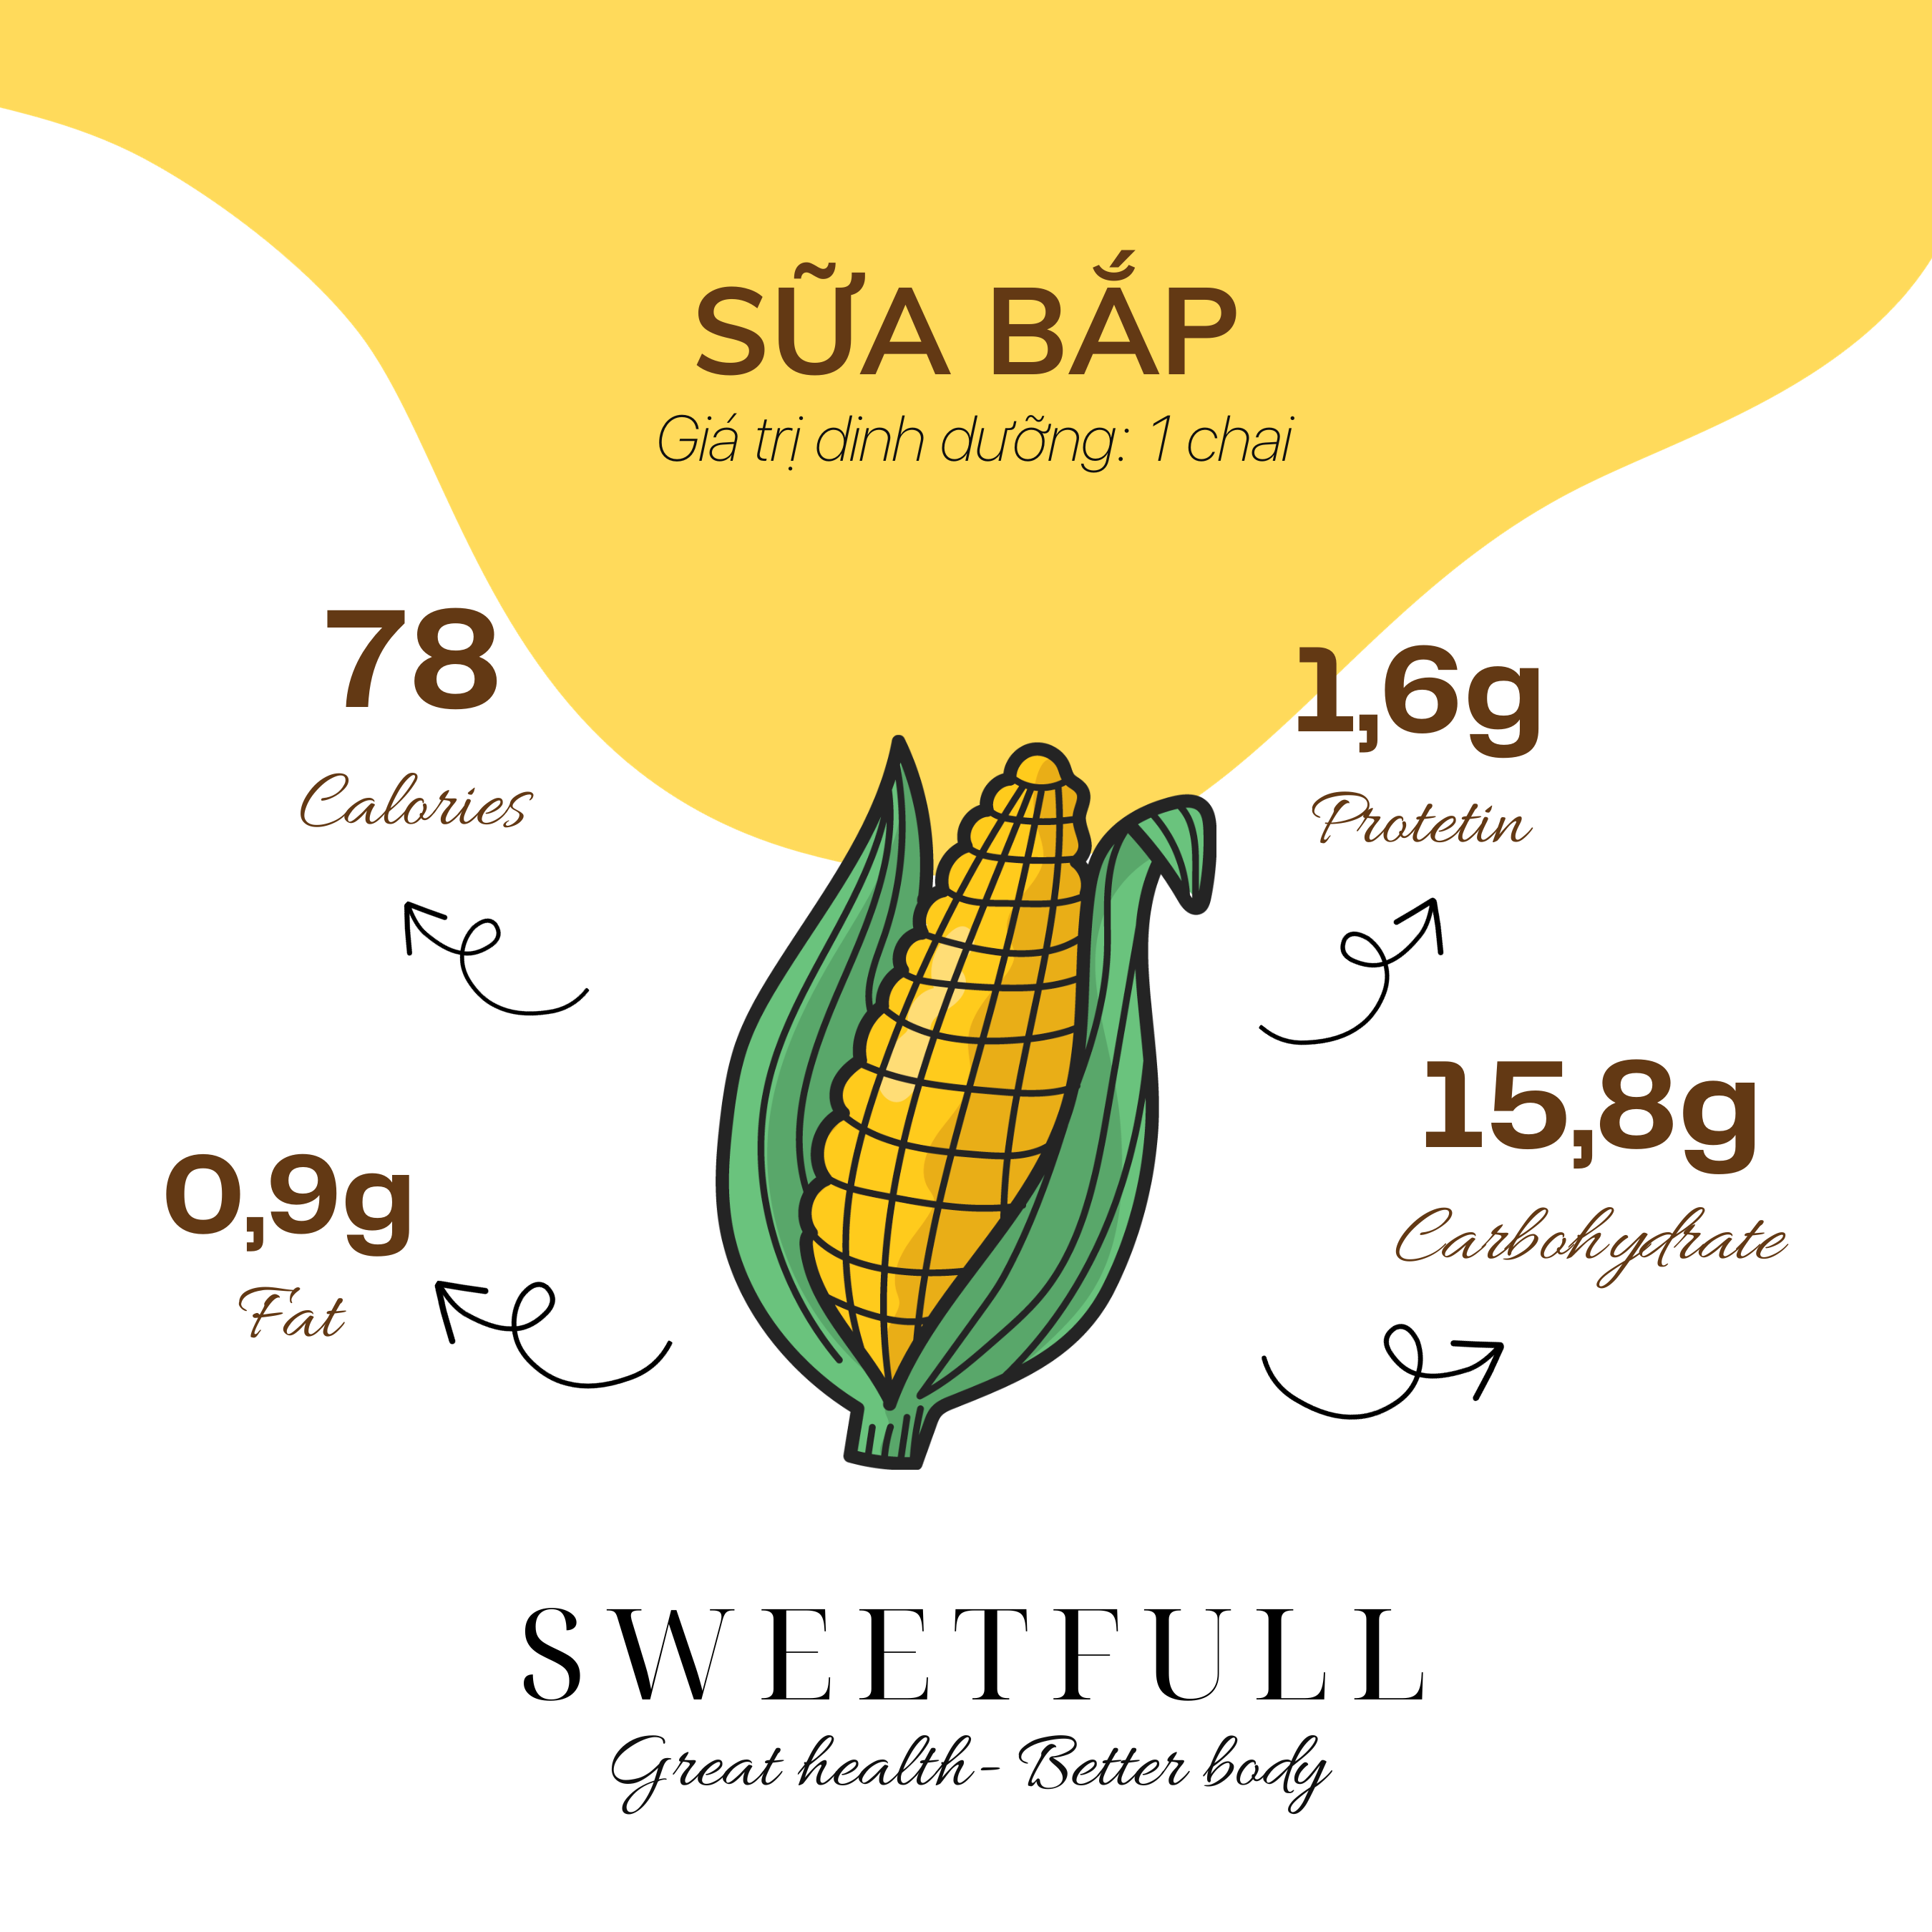 SỮA BẮP
Giá trị dinh dưỡng: 1 chai
78
Calories
1,6g
Protein
0,9g
Fat
15,8g
Carbohydrate
SWEETFULL
Great health - Better body